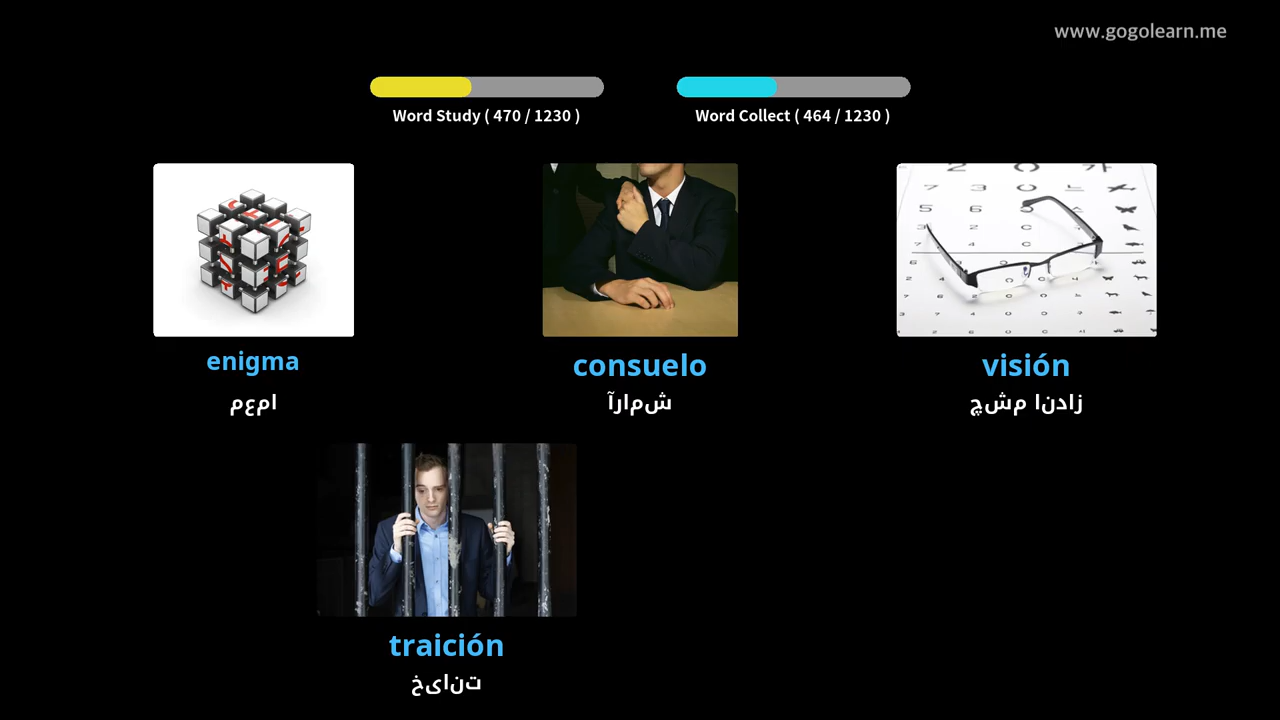 www.gogolearn.me
Word Study ( 470 / 1230 )
Word Collect ( 464 / 1230 )
enigma
معما
consuelo
آرامش
visión
چشم انداز
traición
خیانت